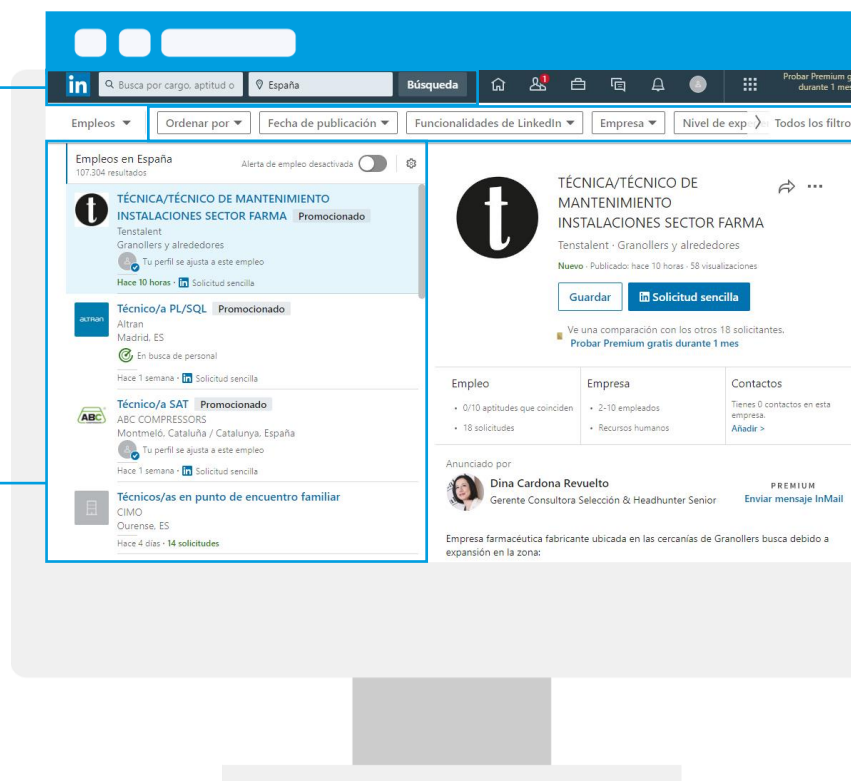 in
Busca por cargo, aptitud o
España
Búsqueda
1
Probar Premium g
durante 1 mes
Empleos
Ordenar por
Fecha de publicación
Funcionalidades de LinkedIn
Empresa
Nivel de exp
Todos los filtro
Empleos en España
107.304 resultados
Alerta de empleo desactivada
t
TÉCNICA/TÉCNICO DE MANTENIMIENTO
INSTALACIONES SECTOR FARMA Promocionado
Tenstalent
Granollers y alrededores
Tu perfil se ajusta a este empleo
Hace 10 horas · in Solicitud sencilla
altran
Técnico/a PL/SQL Promocionado
Altran
Madrid, ES
En busca de personal
Hace 1 semana · in Solicitud sencilla
ABC
Técnico/a SAT Promocionado
ABC COMPRESSORS
Montmeló, Cataluña / Catalunya, España
Tu perfil se ajusta a este empleo
Hace 1 semana · in Solicitud sencilla
Técnicos/as en punto de encuentro familiar
CIMO
Ourense, ES
Hace 4 días · 14 solicitudes
t
TÉCNICA/TÉCNICO DE
MANTENIMIENTO
INSTALACIONES SECTOR FARMA
Tenstalent · Granollers y alrededores
Nuevo · Publicado: hace 10 horas · 58 visualizaciones
Guardar
in Solicitud sencilla
Ve una comparación con los otros 18 solicitantes.
Probar Premium gratis durante 1 mes
Empleo
• 0/10 aptitudes que coinciden
• 18 solicitudes
Empresa
• 2-10 empleados
• Recursos humanos
Contactos
Tienes 0 contactos en esta
empresa.
Añadir >
Anunciado por
Dina Cardona Revuelto
Gerente Consultora Selección & Headhunter Senior
PREMIUM
Enviar mensaje InMail
Empresa farmacéutica fabricante ubicada en las cercanías de Granollers busca debido a
expansión en la zona: